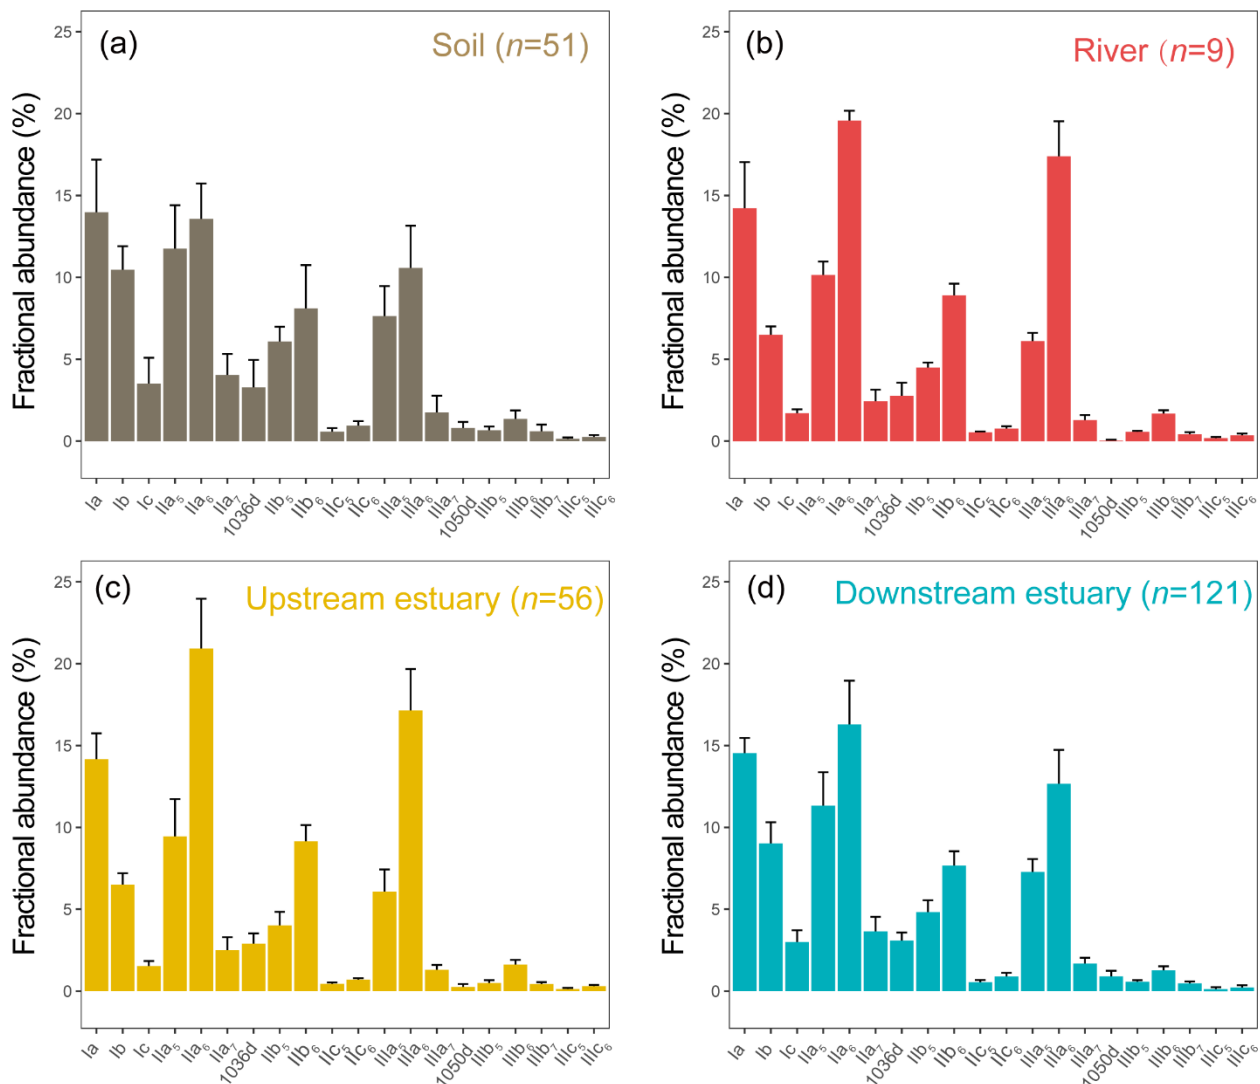 (a)
Soil (n=51)
Fractional abundance (%)
25
20
15
10
5
0
Ia Ib Ic IIa₅ IIa₆ IIa₇ 1036d IIb₅ IIb₆ IIc₅ IIc₆ IIIa₅ IIIa₆ IIIa₇ 1050d IIIb₅ IIIb₆ IIIb₇ IIIc₅ IIIc₆
(b)
River (n=9)
Fractional abundance (%)
25
20
15
10
5
0
Ia Ib Ic IIa₅ IIa₆ IIa₇ 1036d IIb₅ IIb₆ IIc₅ IIc₆ IIIa₅ IIIa₆ IIIa₇ 1050d IIIb₅ IIIb₆ IIIb₇ IIIc₅ IIIc₆
(c)
Upstream estuary (n=56)
Fractional abundance (%)
25
20
15
10
5
0
Ia Ib Ic IIa₅ IIa₆ IIa₇ 1036d IIb₅ IIb₆ IIc₅ IIc₆ IIIa₅ IIIa₆ IIIa₇ 1050d IIIb₅ IIIb₆ IIIb₇ IIIc₅ IIIc₆
(d)
Downstream estuary (n=121)
Fractional abundance (%)
25
20
15
10
5
0
Ia Ib Ic IIa₅ IIa₆ IIa₇ 1036d IIb₅ IIb₆ IIc₅ IIc₆ IIIa₅ IIIa₆ IIIa₇ 1050d IIIb₅ IIIb₆ IIIb₇ IIIc₅ IIIc₆